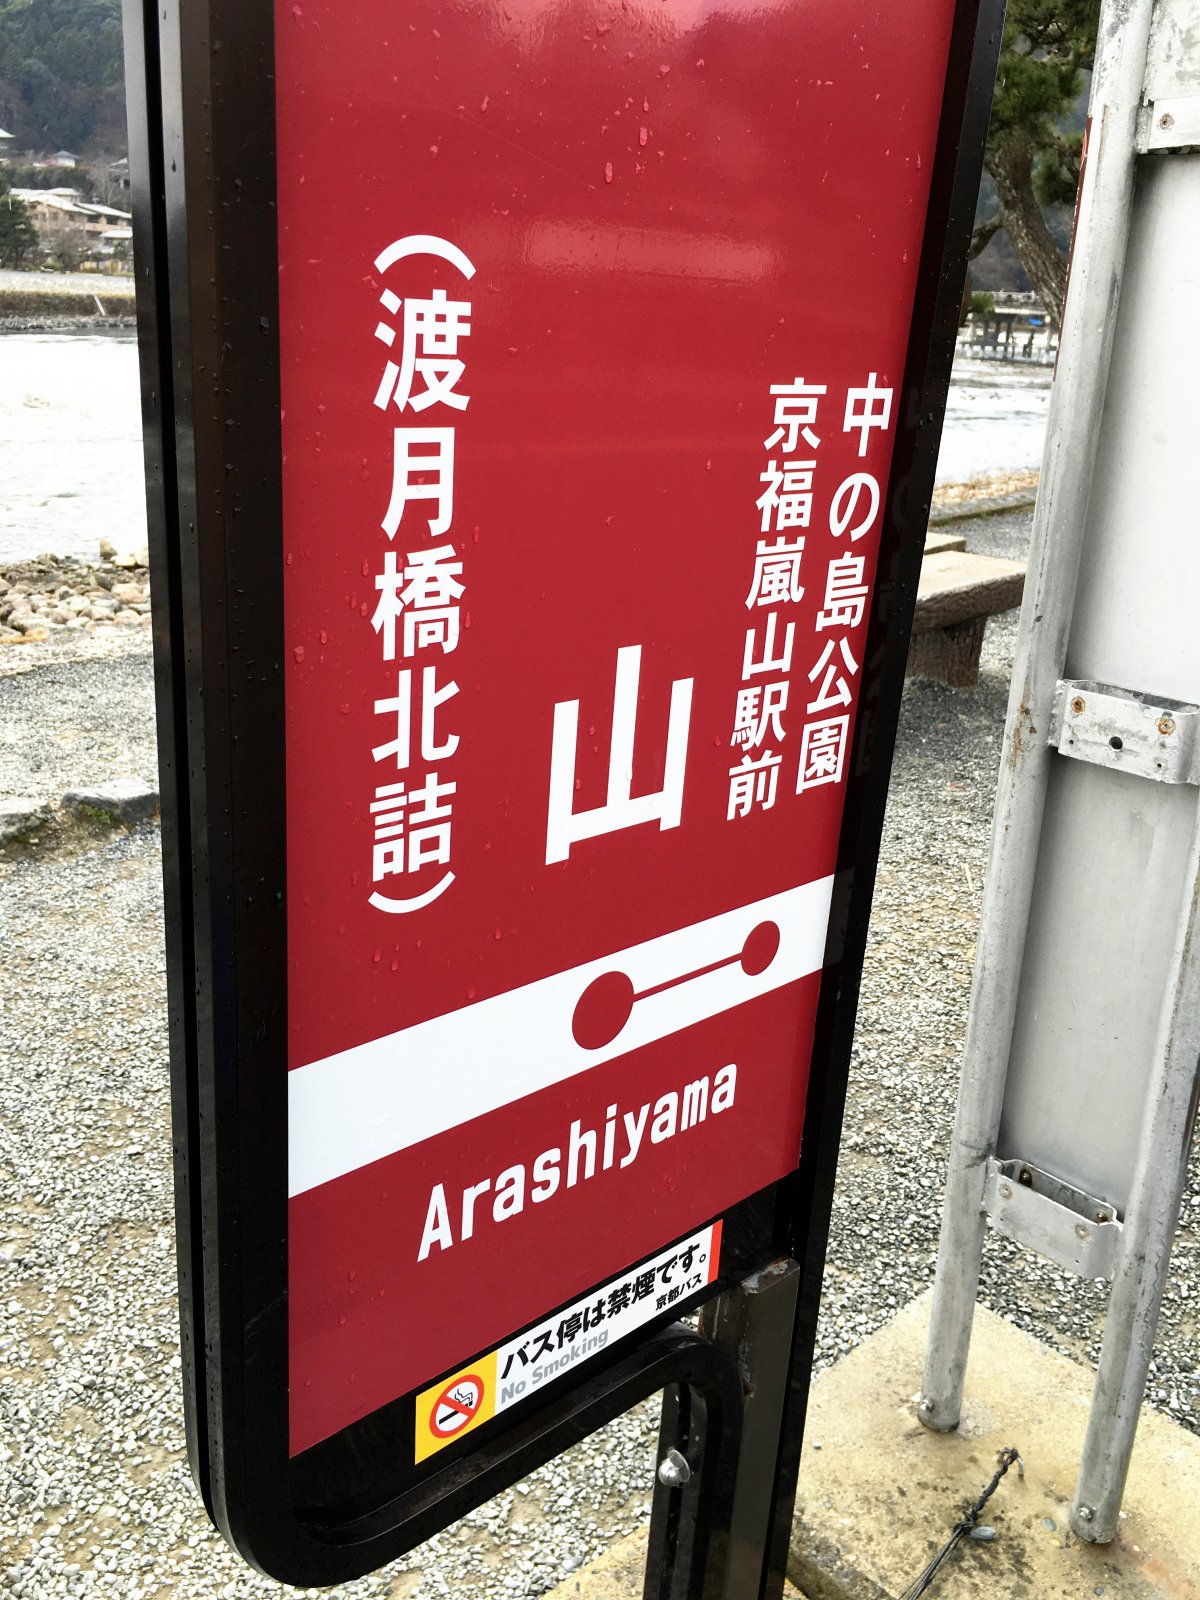 中の島公園
京福嵐山駅前
山
(渡月橋北詰)
Arashiyama
バス停は禁煙です。
京都バス
No Smoking